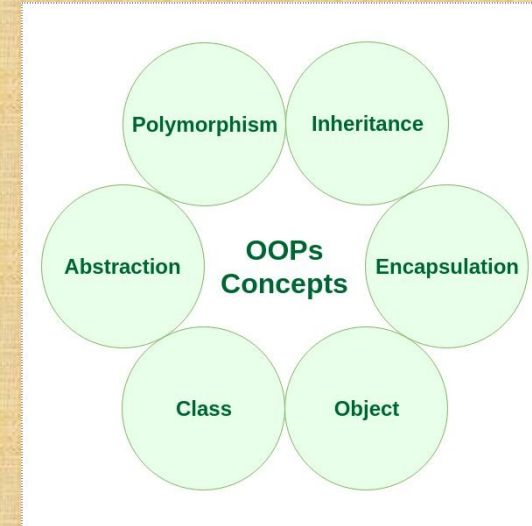 Polymorphism
Inheritance
Abstraction
OOPs
Concepts
Encapsulation
Class
Object